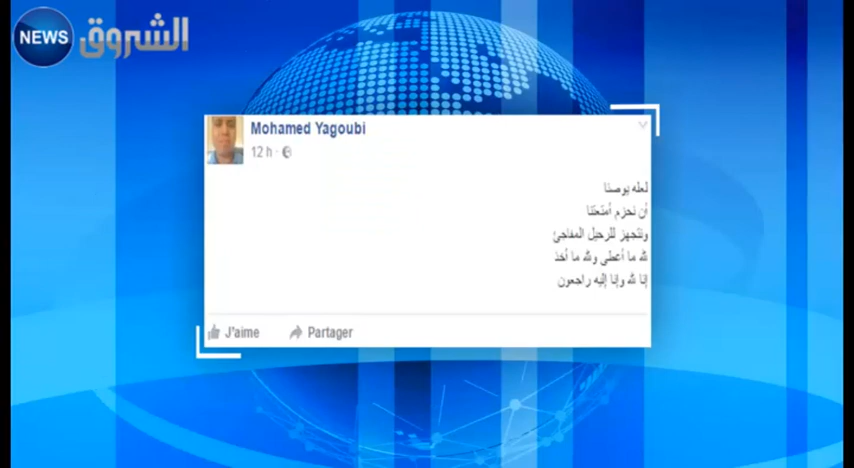 NEWS الشروق
Mohamed Yagoubi
12 h ·
لعله يوصنا
أن نحزم أمتعتنا
ونتجهز للرحيل المفاجئ
لله ما أعطى ولله ما أخذ
إنا لله وإنا إليه راجعون
J'aime Partager